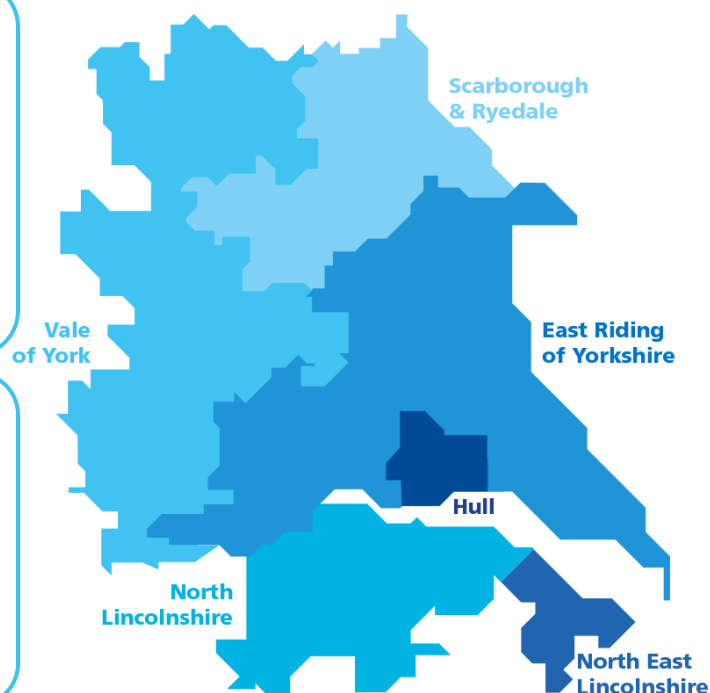 Scarborough
& Ryedale
Vale
of York
East Riding
of Yorkshire
Hull
North
Lincolnshire
North East
Lincolnshire